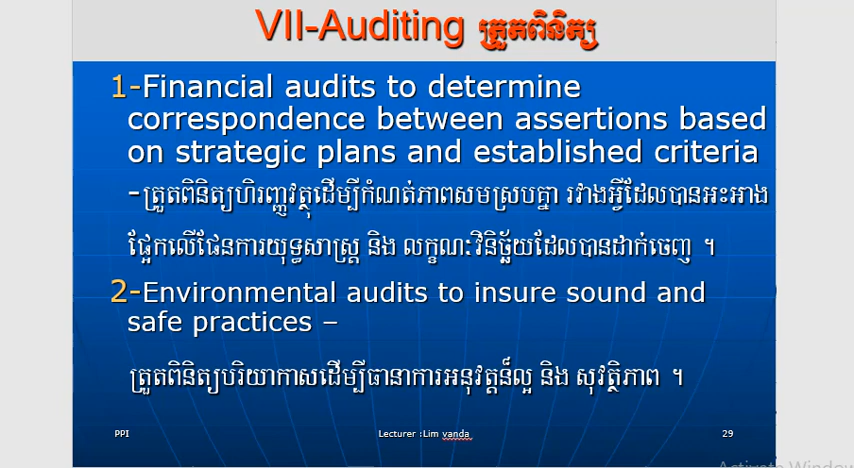 VII-Auditing ត្រួតពិនិត្យ
1-Financial audits to determine
correspondence between assertions based
on strategic plans and established criteria
-ត្រួតពិនិត្យហិរញ្ញវត្ថុដើម្បីកំណត់ភាពសមស្របគ្នា រវាងអ្វីដែលបានអះអាង
ផ្អែកលើផែនការយុទ្ធសាស្ត្រ និង លក្ខណៈវិនិច្ឆ័យដែលបានដាក់ចេញ ។
2-Environmental audits to insure sound and
safe practices –
ត្រួតពិនិត្យបរិយាកាសដើម្បីធានាការអនុវត្តន៏ល្អ និង សុវត្ថិភាព ។
PPI Lecturer :Lim vanda 29
Activate Window